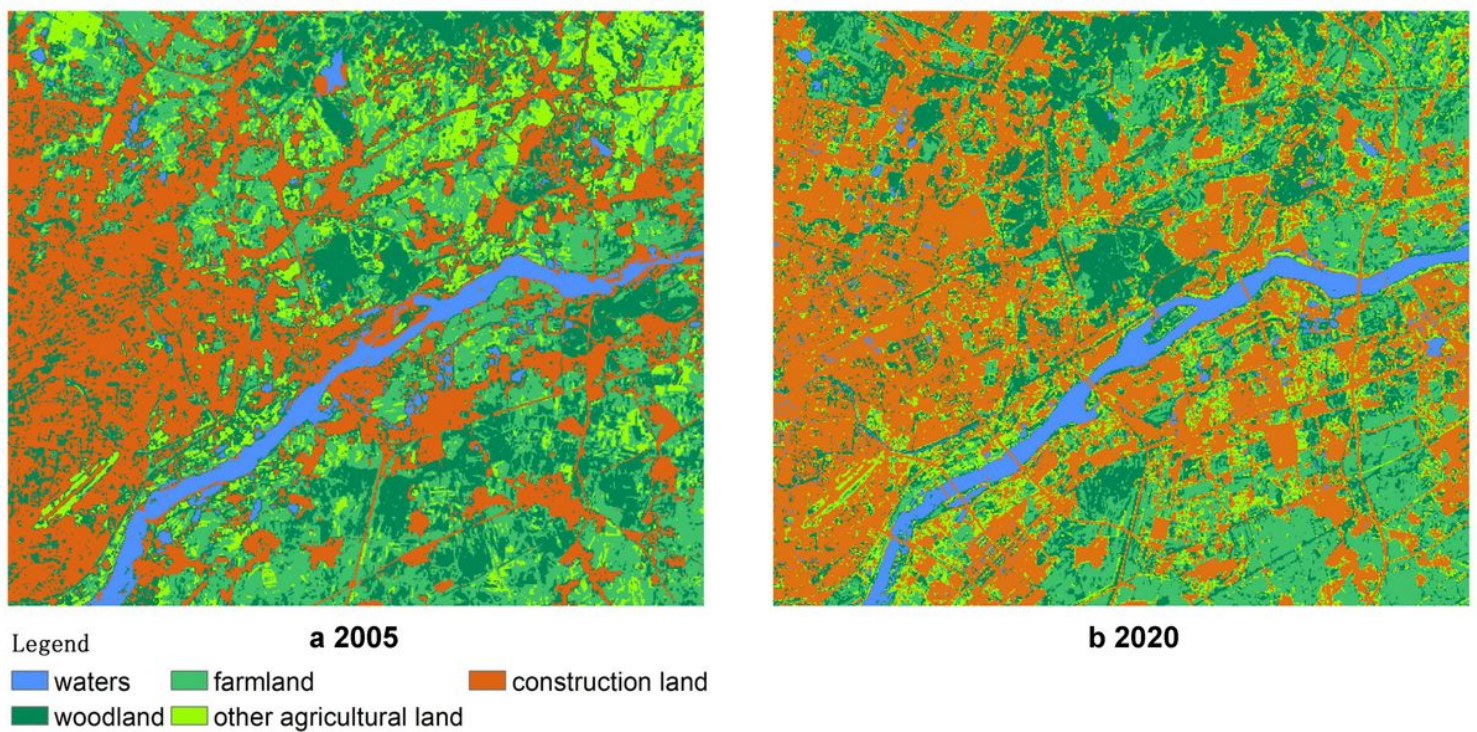 a 2005
b 2020
Legend
waters
farmland
construction land
woodland
other agricultural land